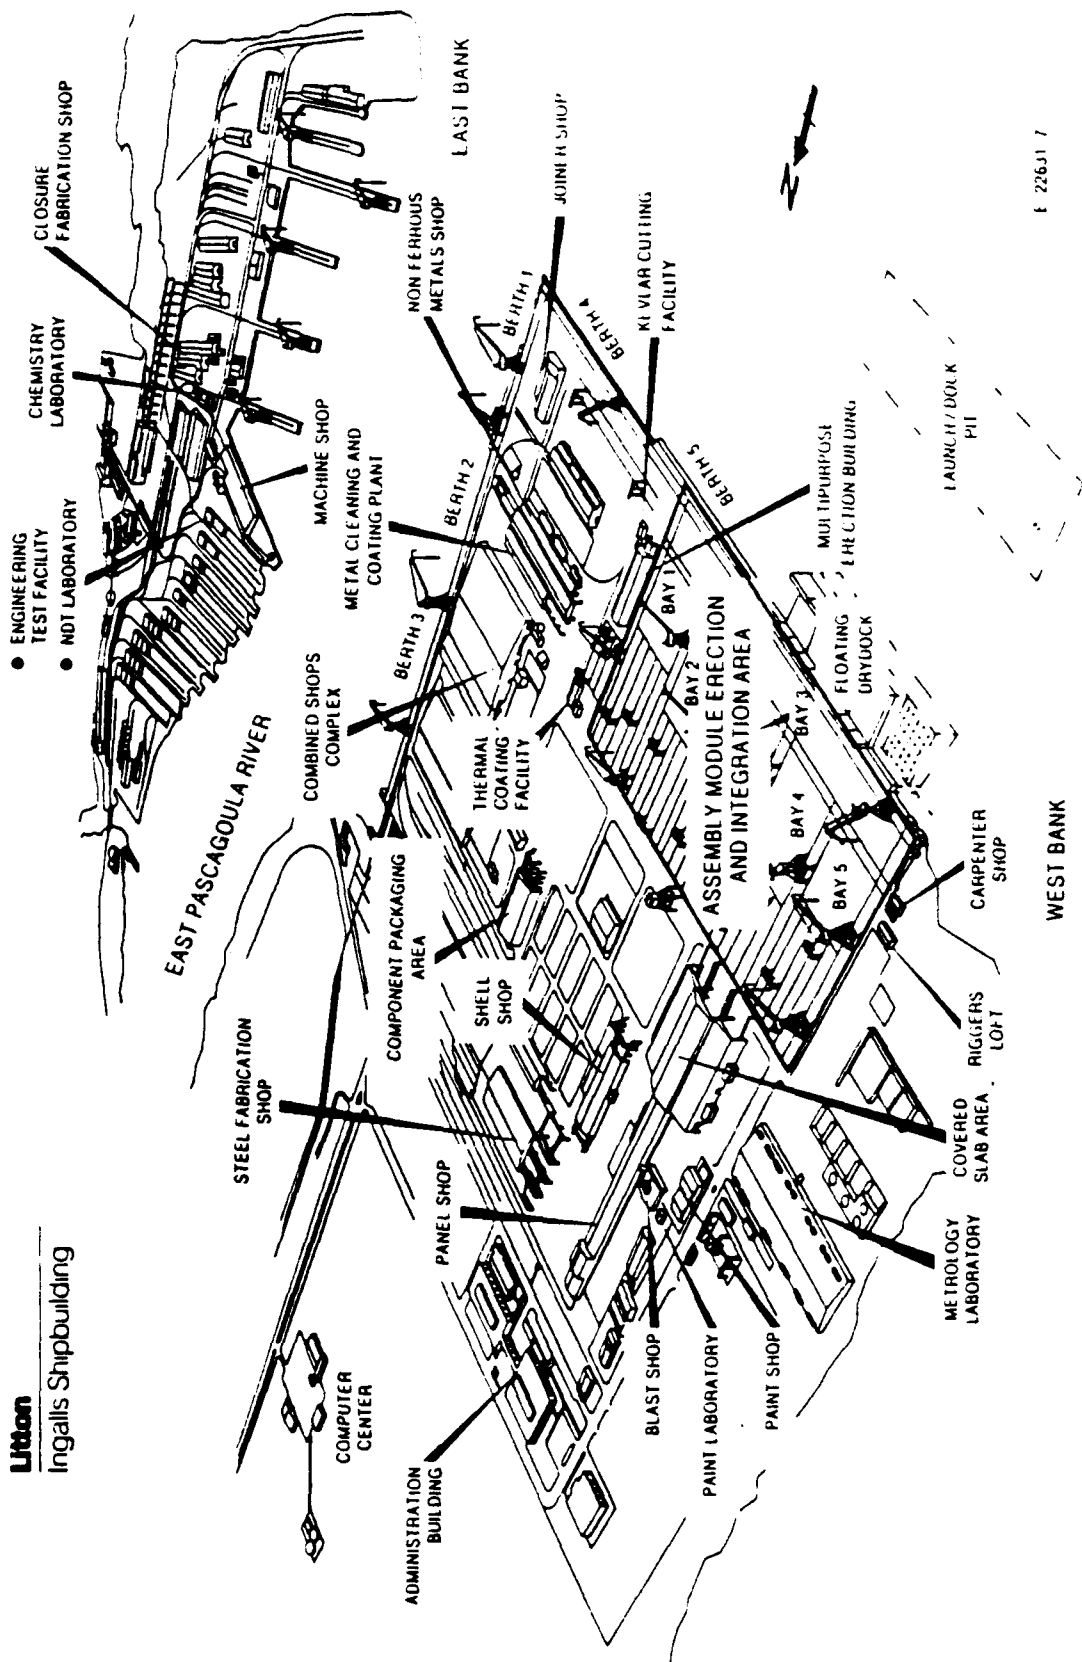 Litton
Ingalls Shipbuilding
● ENGINEERING
TEST FACILITY
● NDT LABORATORY
CHEMISTRY
LABORATORY
CLOSURE
FABRICATION SHOP
MACHINE SHOP
METAL CLEANING AND
COATING PLANT
NON FERROUS
METALS SHOP
LAST BANK
EAST PASCAGOULA RIVER
COMBINED SHOPS
COMPLEX
BERTH 3
BERTH 2
BERTH 1
JOINER SHOP
BERTH 4
KEVLAR CUTTING
FACILITY
BERTH 5
STEEL FABRICATION
SHOP
COMPONENT PACKAGING
AREA
THERMAL
COATING
FACILITY
SHELL
SHOP
BAY 1
BAY 2
ASSEMBLY MODULE ERECTION
AND INTEGRATION AREA
BAY 3
BAY 4
BAY 5
MULTIPURPOSE
ERECTION BUILDING
FLOATING
DRYDOCK
LAUNCH/DOCK
PIT
N
COMPUTER
CENTER
PANEL SHOP
ADMINISTRATION
BUILDING
BLAST SHOP
PAINT LABORATORY
PAINT SHOP
METROLOGY
LABORATORY
COVERED
SLAB AREA
RIGGERS
LOFT
CARPENTER
SHOP
WEST BANK
E 22631 7